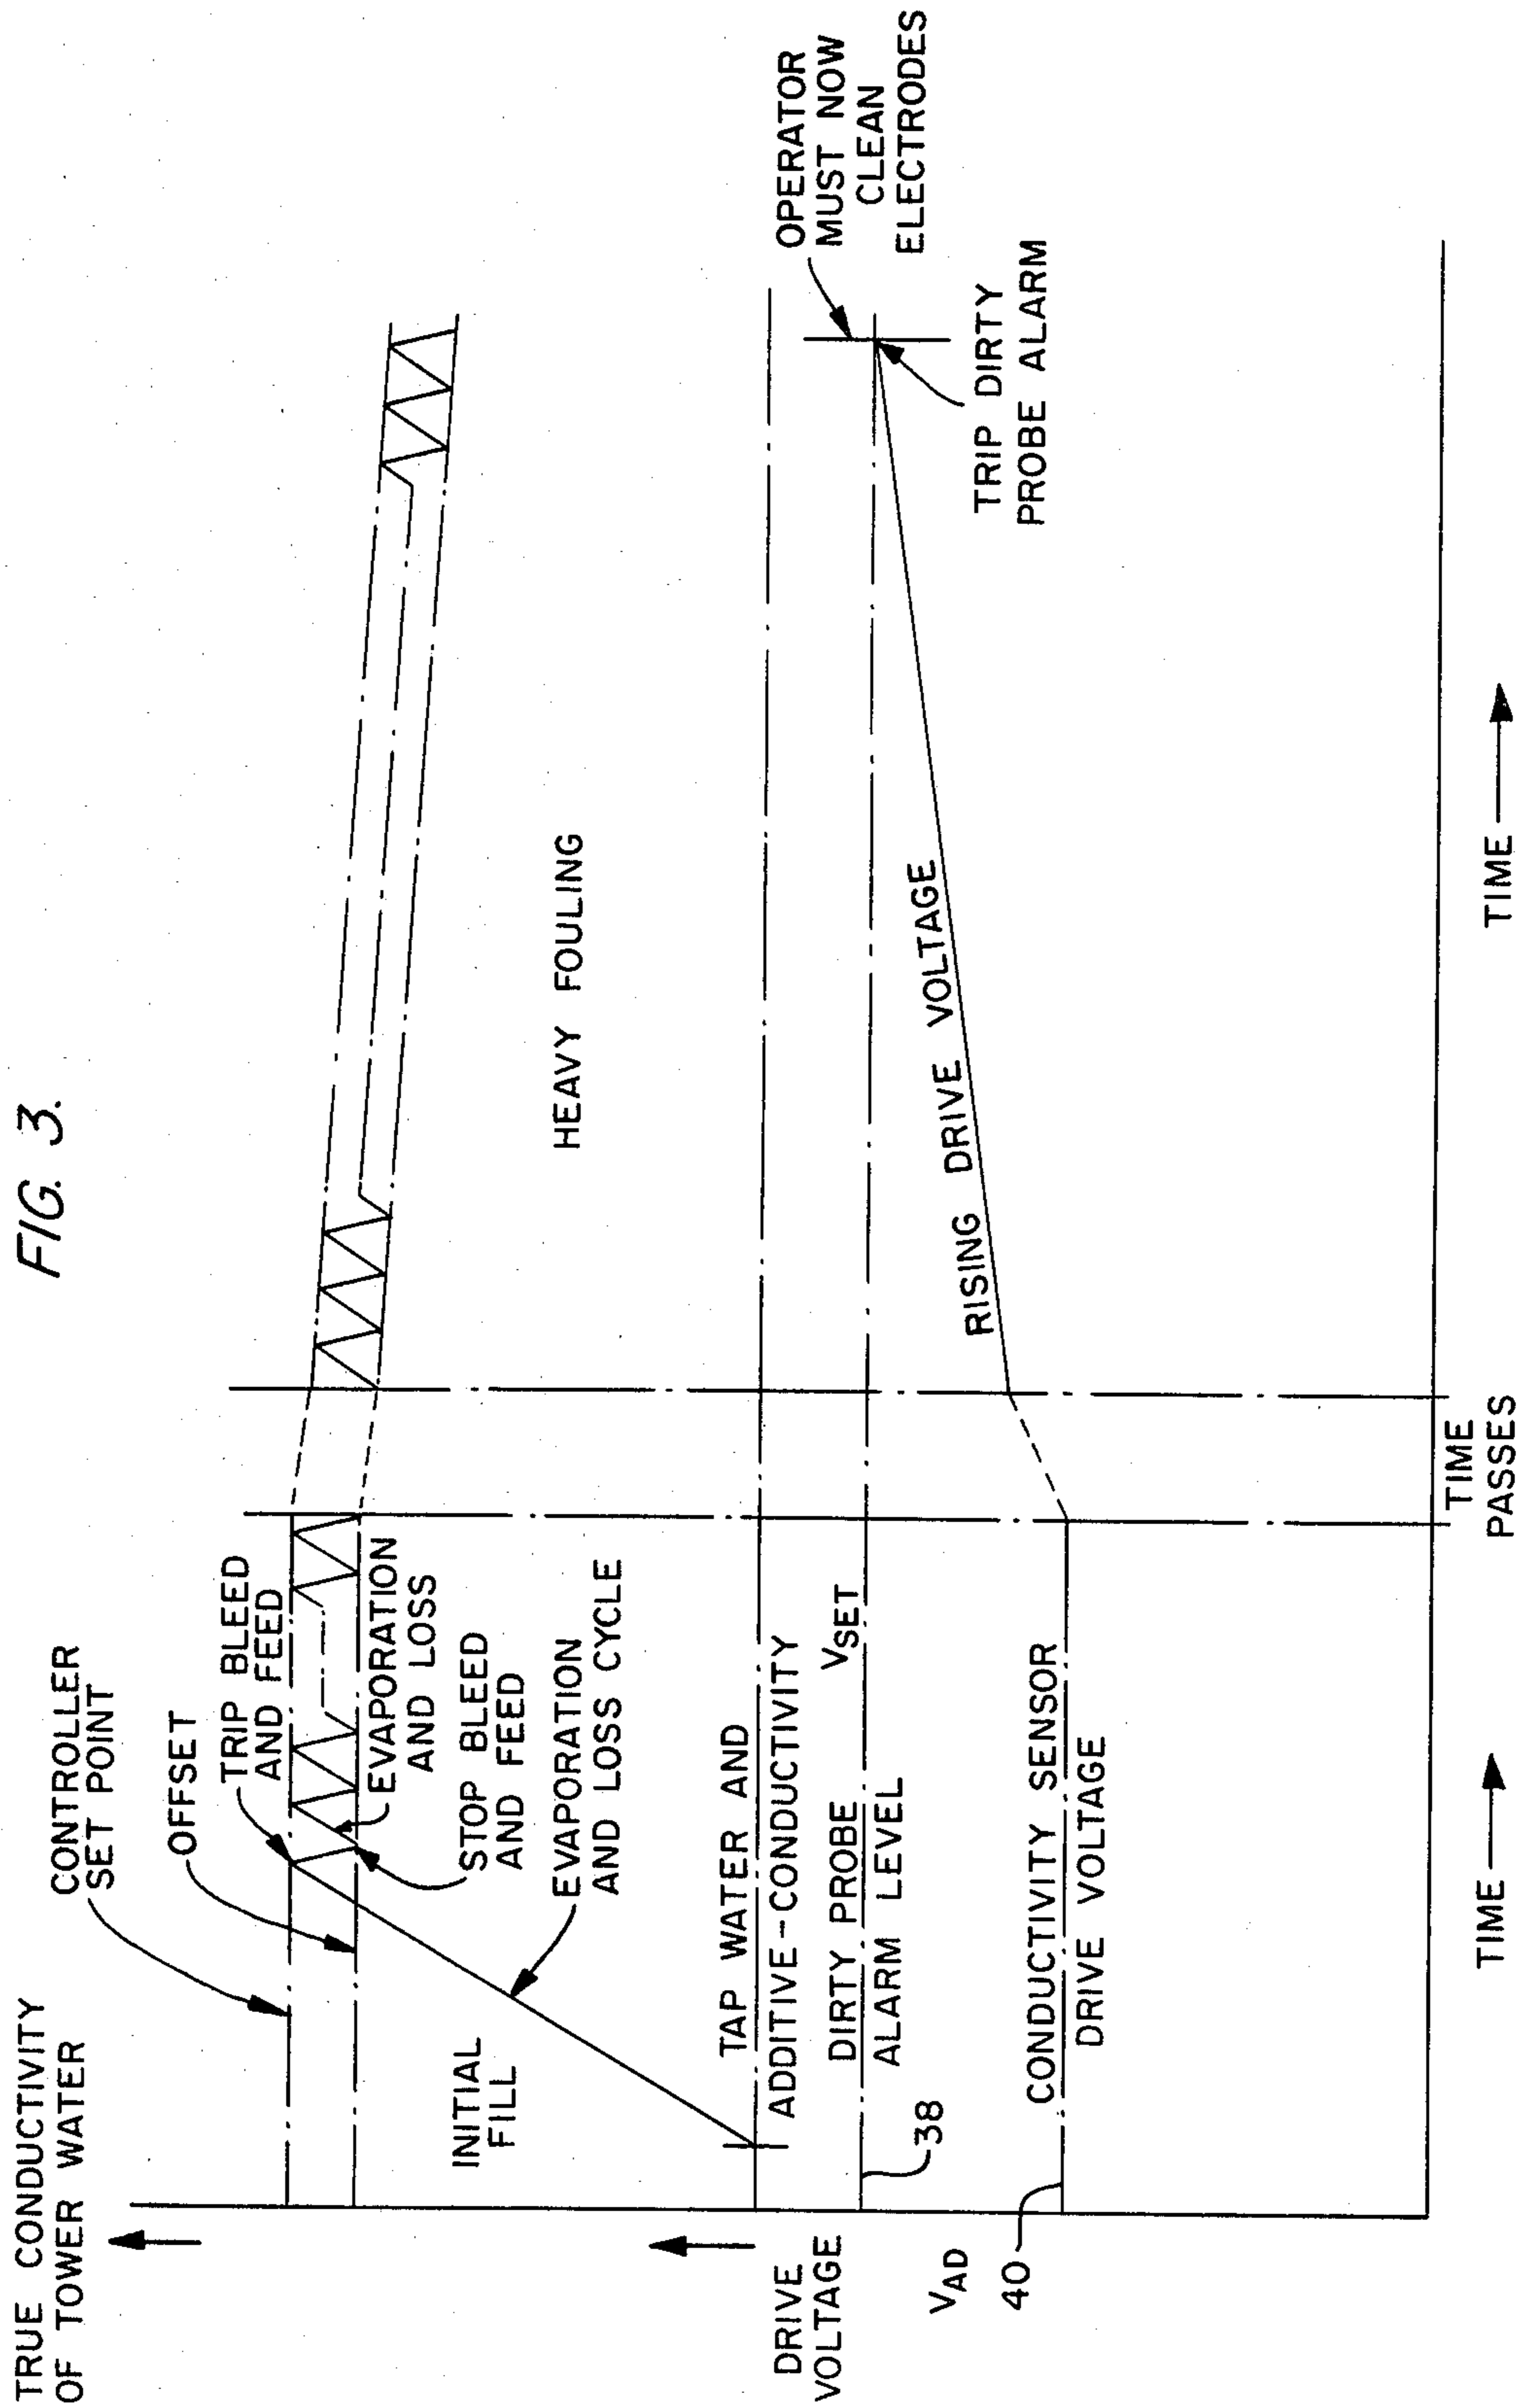 FIG. 3.
TRUE CONDUCTIVITY
OF TOWER WATER
CONTROLLER
SET POINT
OFFSET
TRIP BLEED
AND FEED
EVAPORATION
AND LOSS
STOP BLEED
AND FEED
EVAPORATION
AND LOSS CYCLE
INITIAL
FILL
HEAVY FOULING
TAP WATER AND
ADDITIVE-CONDUCTIVITY
DIRTY PROBE
ALARM LEVEL
VSET
38
DRIVE
VOLTAGE
VAD
40
CONDUCTIVITY SENSOR
DRIVE VOLTAGE
RISING DRIVE VOLTAGE
OPERATOR
MUST NOW
CLEAN
ELECTRODES
TRIP DIRTY
PROBE ALARM
TIME
TIME
PASSES
TIME